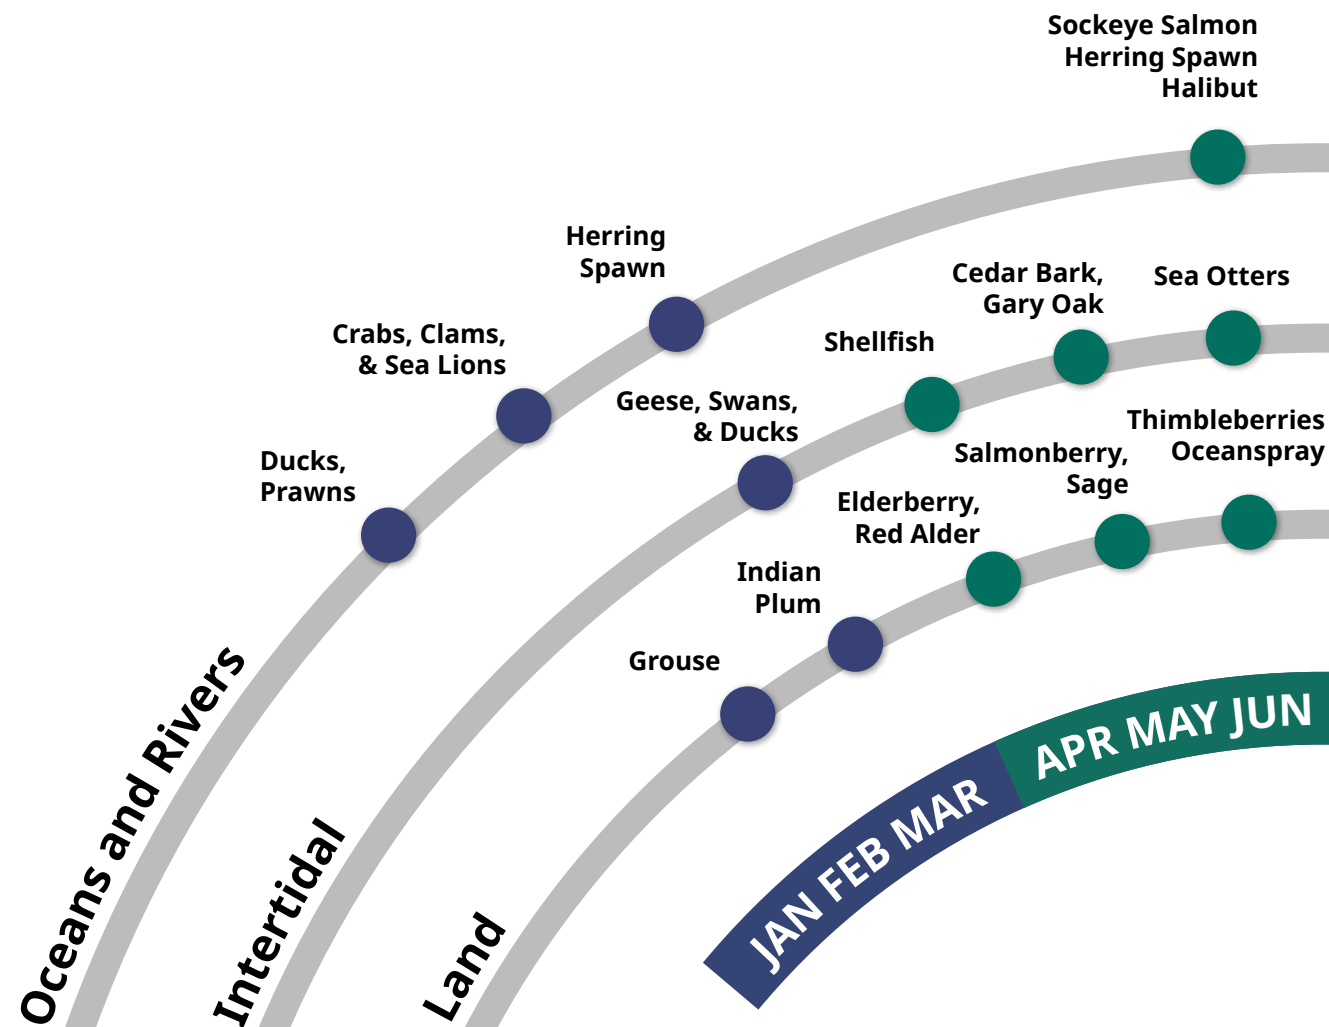 Sockeye Salmon
Herring Spawn
Halibut
Herring
Spawn
Crabs, Clams,
& Sea Lions
Ducks,
Prawns
Oceans and Rivers
Cedar Bark,
Gary Oak
Sea Otters
Shellfish
Geese, Swans,
& Ducks
Intertidal
Thimbleberries
Oceanspray
Salmonberry,
Sage
Elderberry,
Red Alder
Indian
Plum
Grouse
Land
JAN FEB MAR
APR MAY JUN